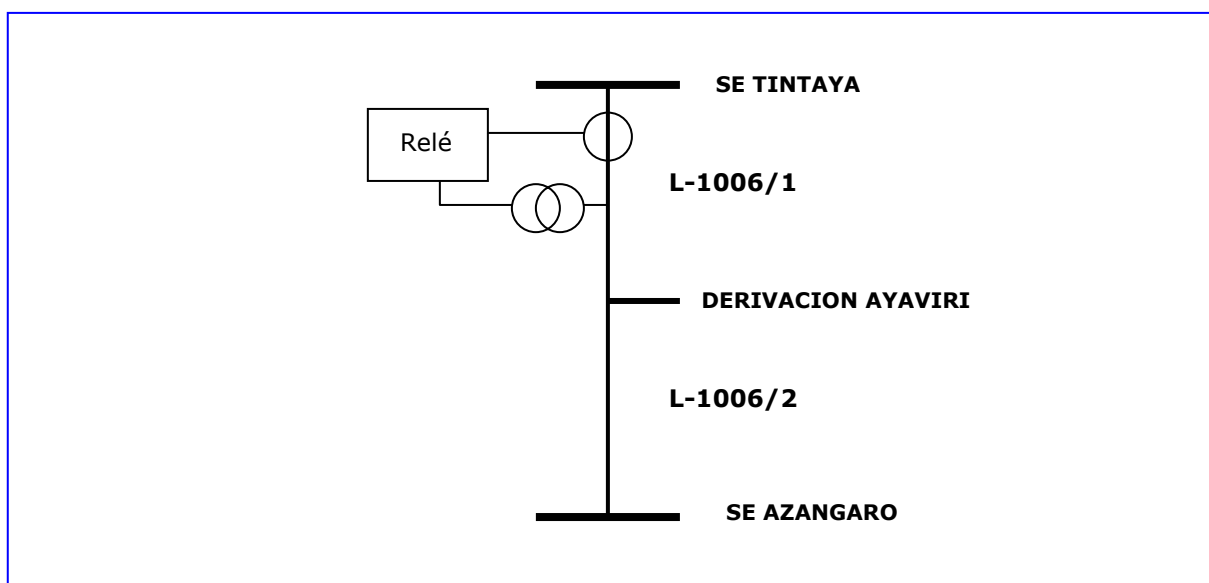 SE TINTAYA
Relé
L-1006/1
DERIVACION AYAVIRI
L-1006/2
SE AZANGARO